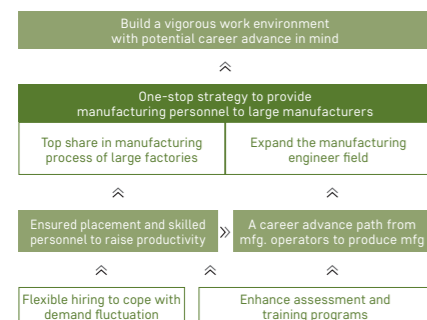 Build a vigorous work environment
with potential career advance in mind
One-stop strategy to provide
manufacturing personnel to large manufacturers
Top share in manufacturing
process of large factories
Expand the manufacturing
engineer field
Ensured placement and skilled
personnel to raise productivity
A career advance path from
mfg. operators to produce mfg
Flexible hiring to cope with
demand fluctuation
Enhance assessment and
training programs